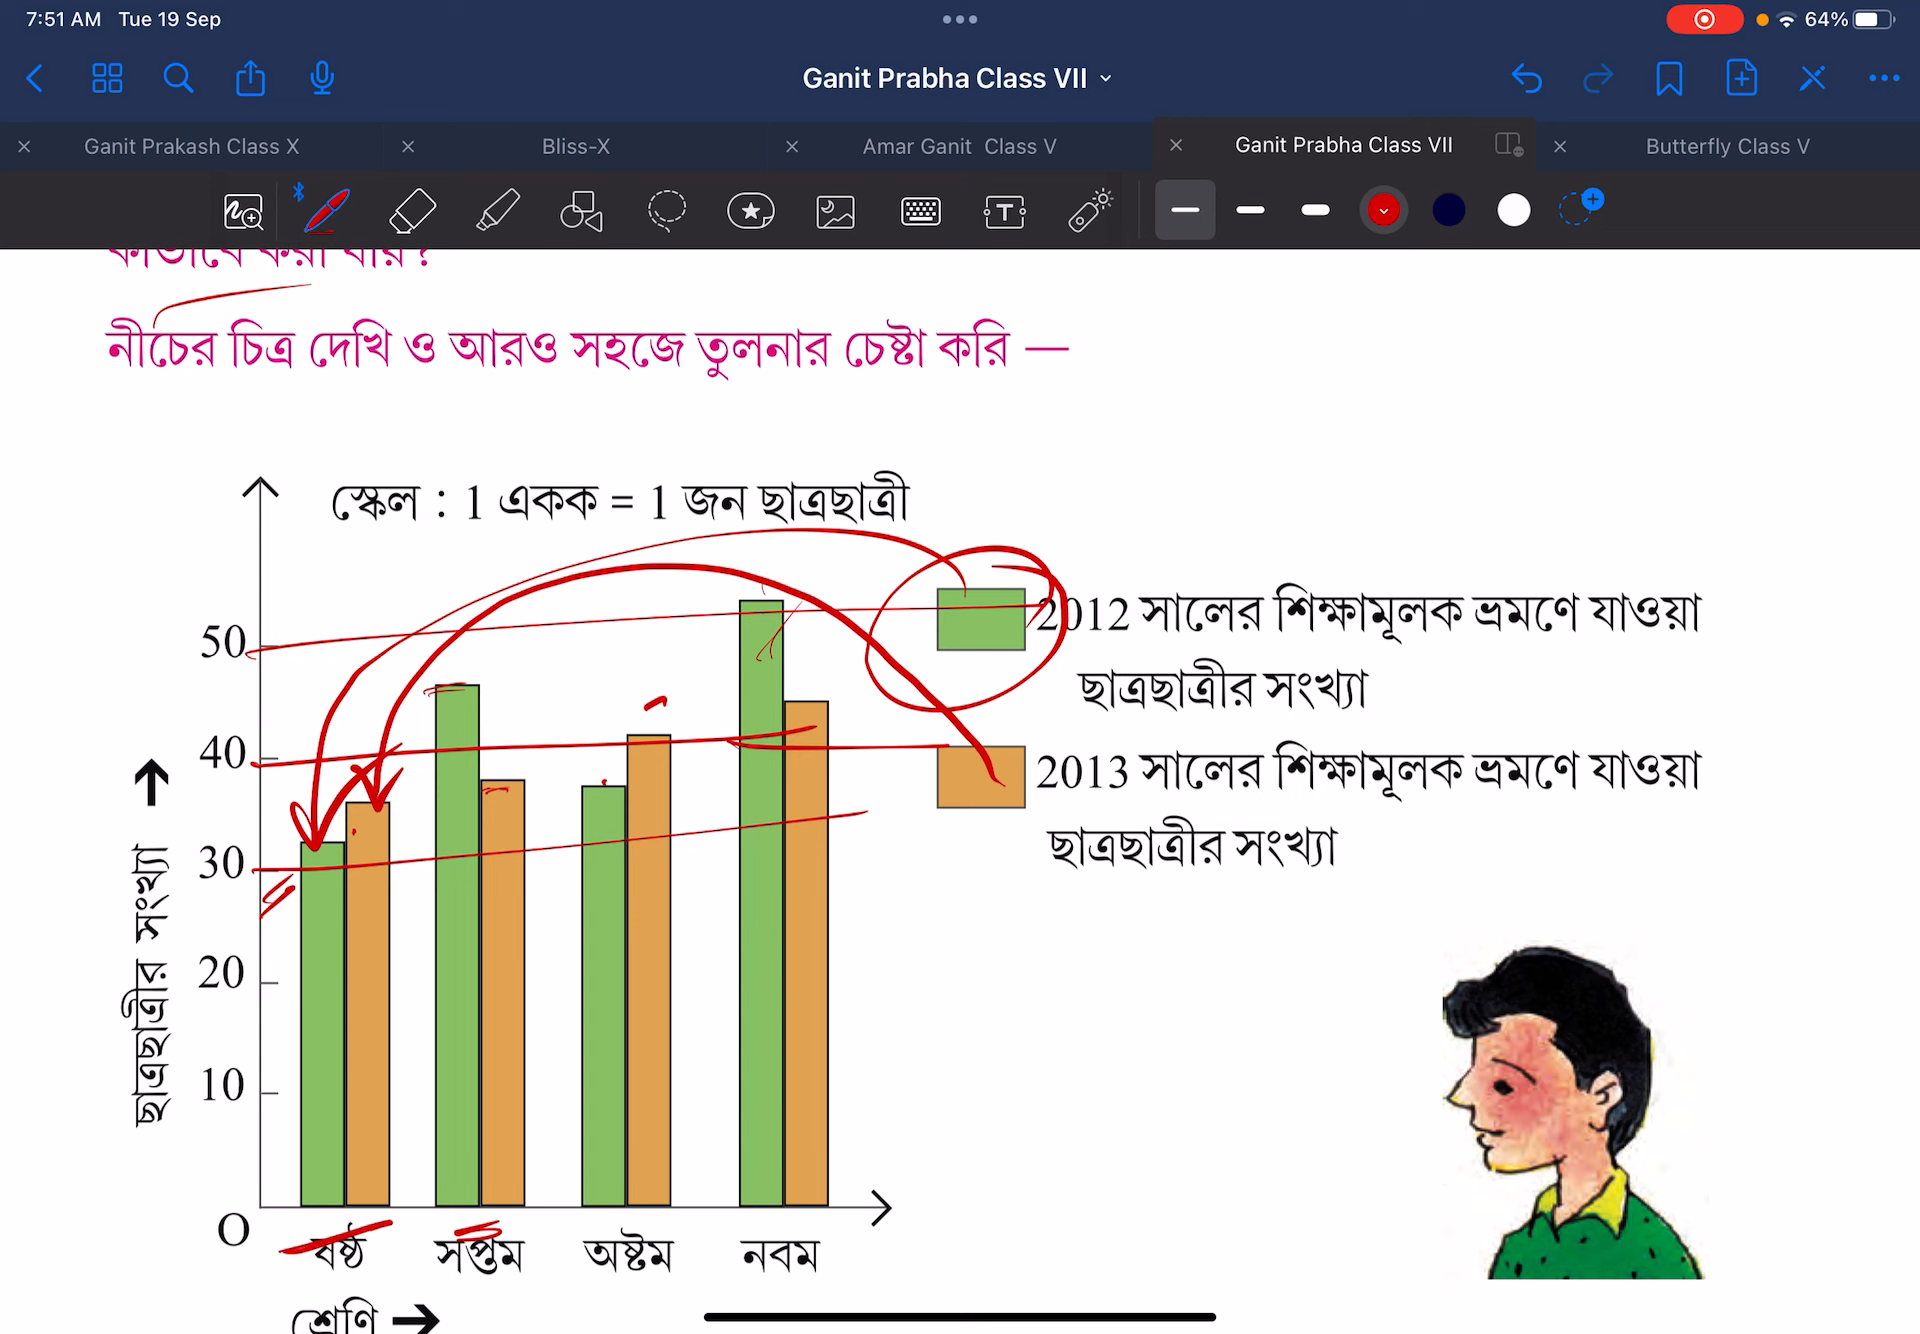 7:51 AM Tue 19 Sep
64%
Ganit Prabha Class VII
Ganit Prakash Class X
Bliss-X
Amar Ganit Class V
Ganit Prabha Class VII
Butterfly Class V
নীচের চিত্র দেখি ও আরও সহজে তুলনার চেষ্টা করি —
স্কেল : 1 একক = 1 জন ছাত্রছাত্রী
2012 সালের শিক্ষামূলক ভ্রমণে যাওয়া
ছাত্রছাত্রীর সংখ্যা
2013 সালের শিক্ষামূলক ভ্রমণে যাওয়া
ছাত্রছাত্রীর সংখ্যা
50
40
30
20
10
O
ছাত্রছাত্রীর সংখ্যা
ষষ্ঠ সপ্তম অষ্টম নবম
শ্রেণি